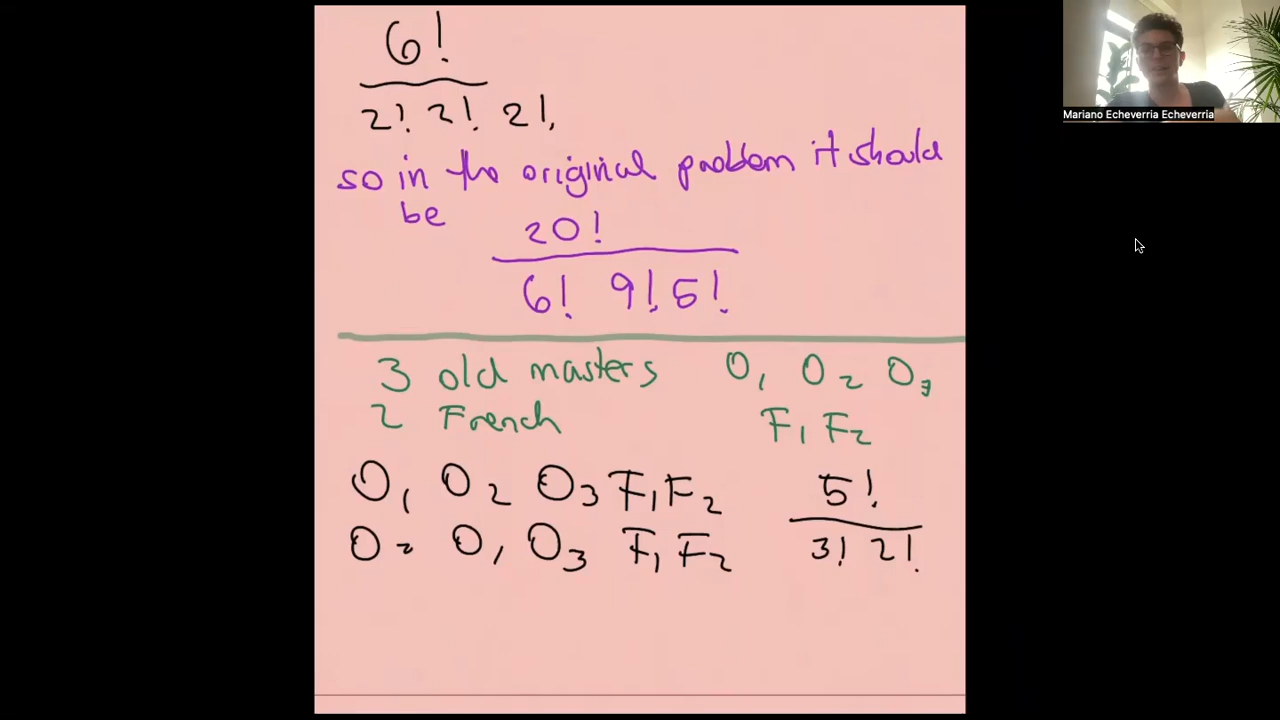 6!
2! 2! 2!,
so in the original problem it should
be
20!
6! 9! 5!
3 old masters O1 O2 O3
2 French F1 F2
O1 O2 O3 F1 F2 5!
O2 O1 O3 F1 F2 3! 2!
Mariano Echeverria Echeverria